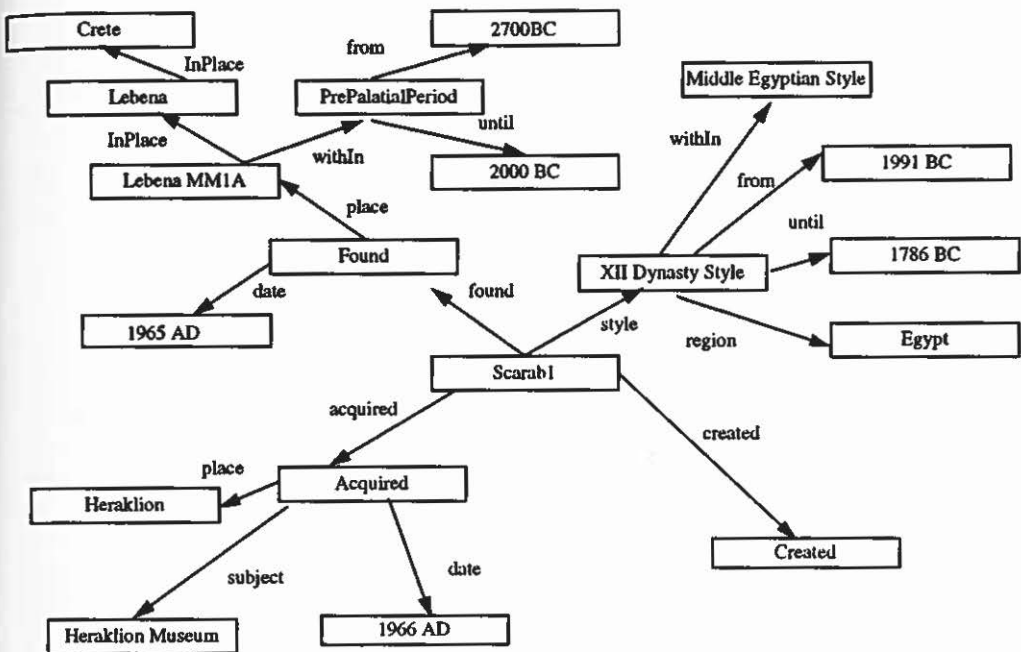 Crete
2700BC
from
InPlace
Middle Egyptian Style
Lebena
PrePalatialPeriod
InPlace
until
withIn
withIn
1991 BC
from
Lebena MM1A
2000 BC
place
until
Found
XII Dynasty Style
1786 BC
date
found
1965 AD
style
region
Egypt
Scarab1
acquired
created
place
Acquired
Heraklion
Created
subject
date
Heraklion Museum
1966 AD